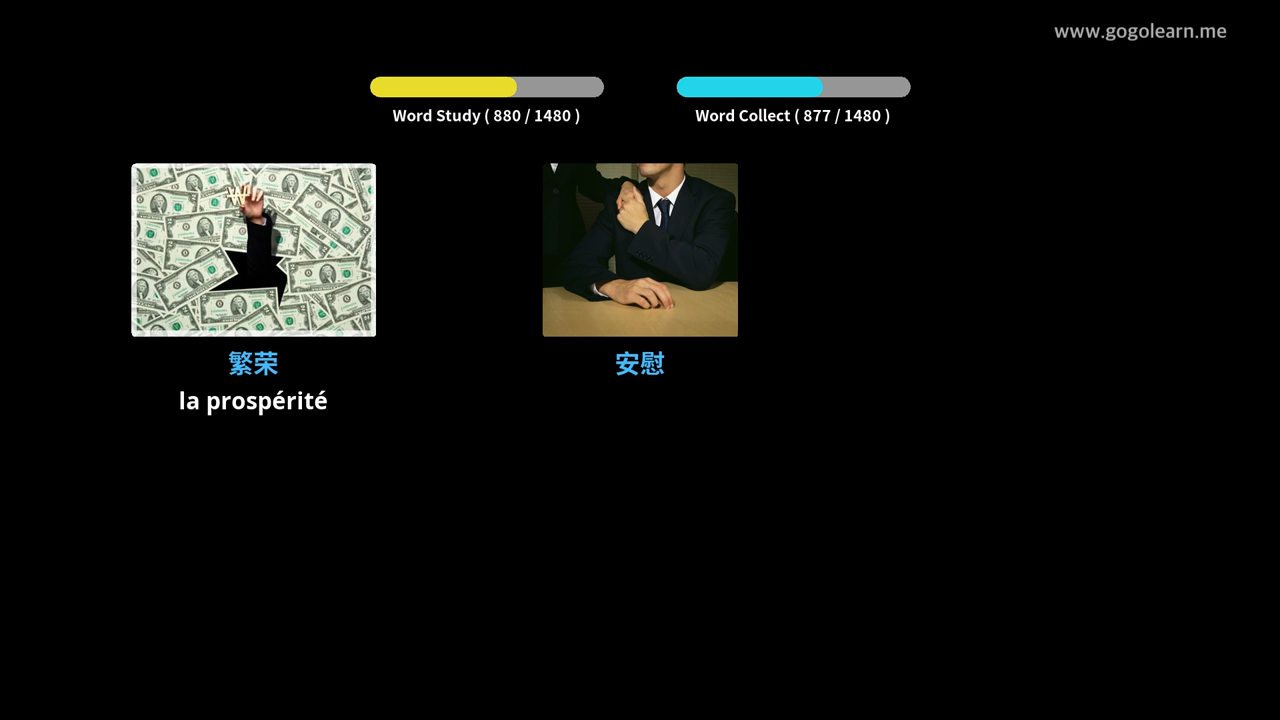 www.gogolearn.me
Word Study ( 880 / 1480 )
Word Collect ( 877 / 1480 )
繁荣
la prospérité
安慰